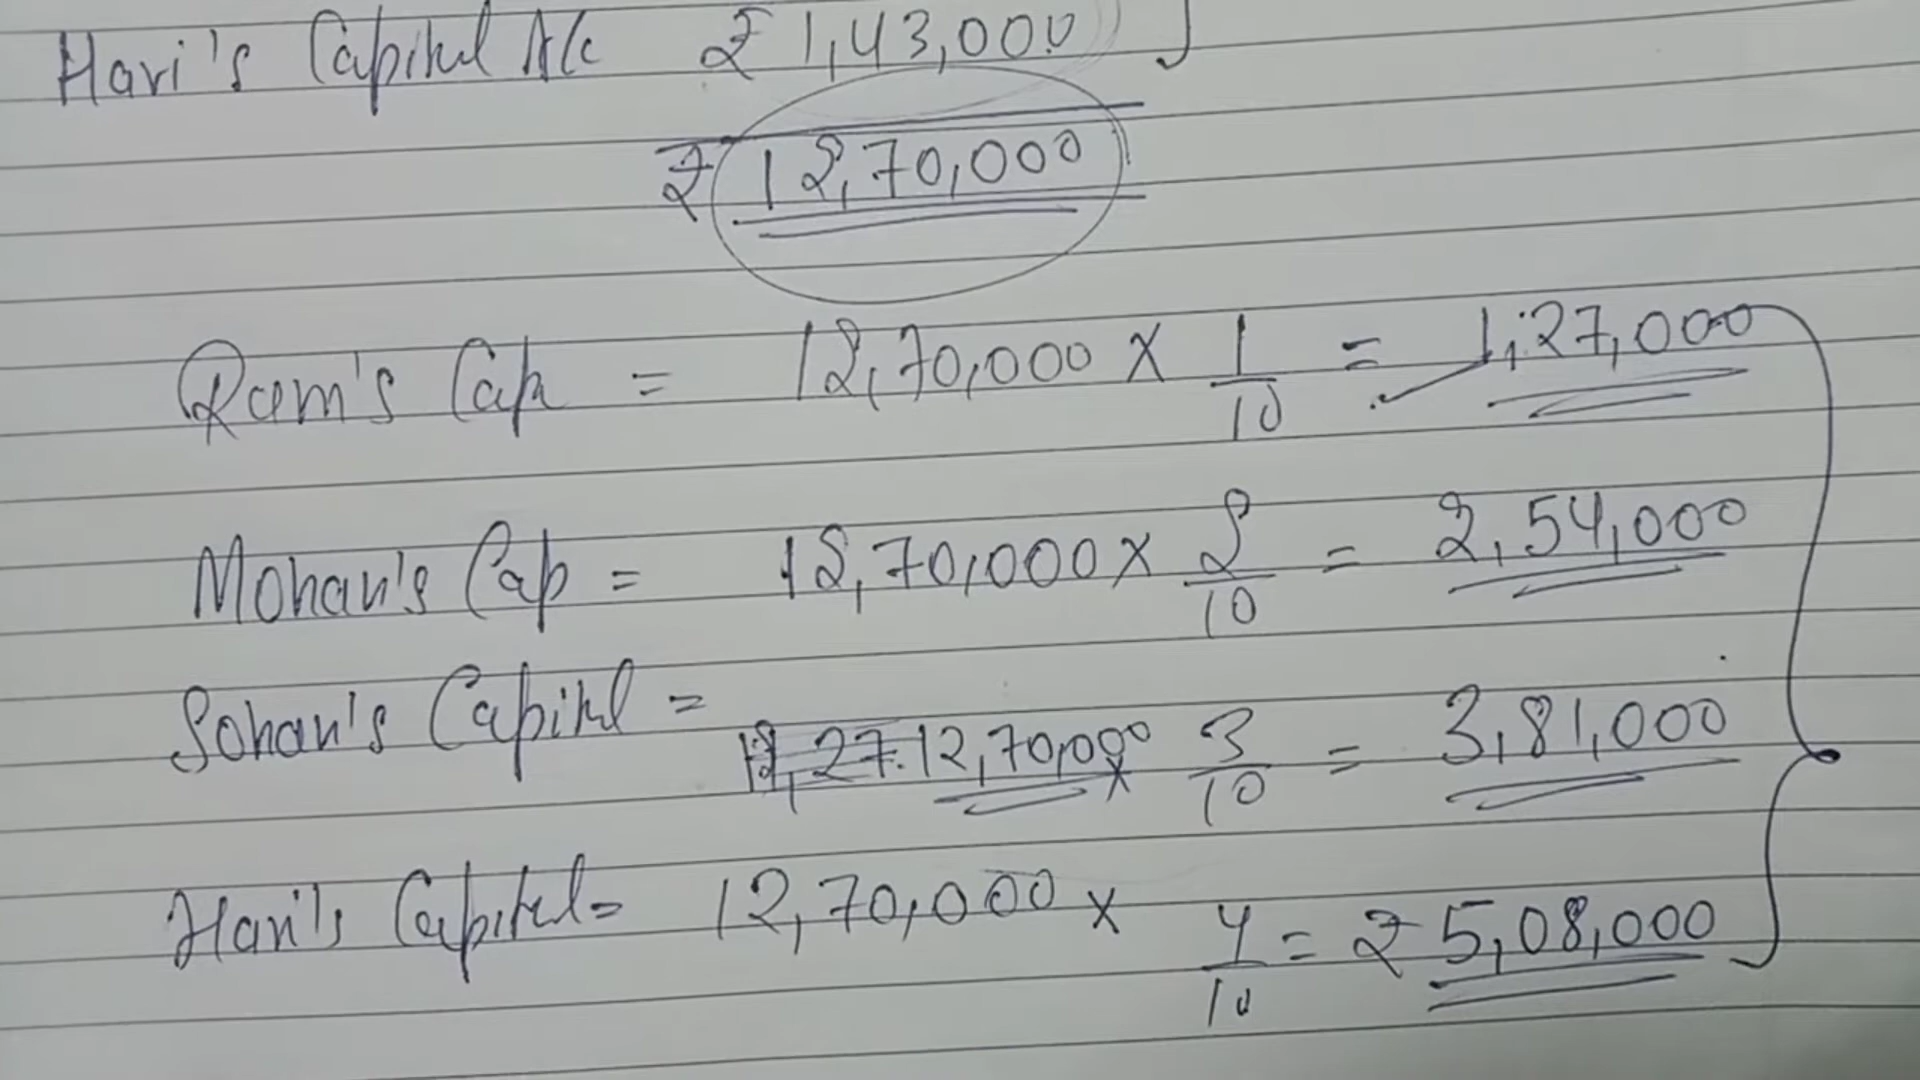 Hari's Capital A/c ₹ 1,43,000
₹ 12,70,000
Ram's Cap = 12,70,000 X 1/10 = 1,27,000
Mohan's Cap = 12,70,000 X 2/10 = 2,54,000
Sohan's Capital = 12,70,000 X 3/10 = 3,81,000
Hari's Capital = 12,70,000 X 4/10 = ₹ 5,08,000